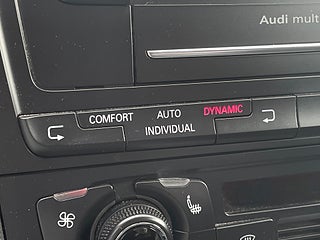 Audi mult
COMFORT AUTO DYNAMIC
INDIVIDUAL